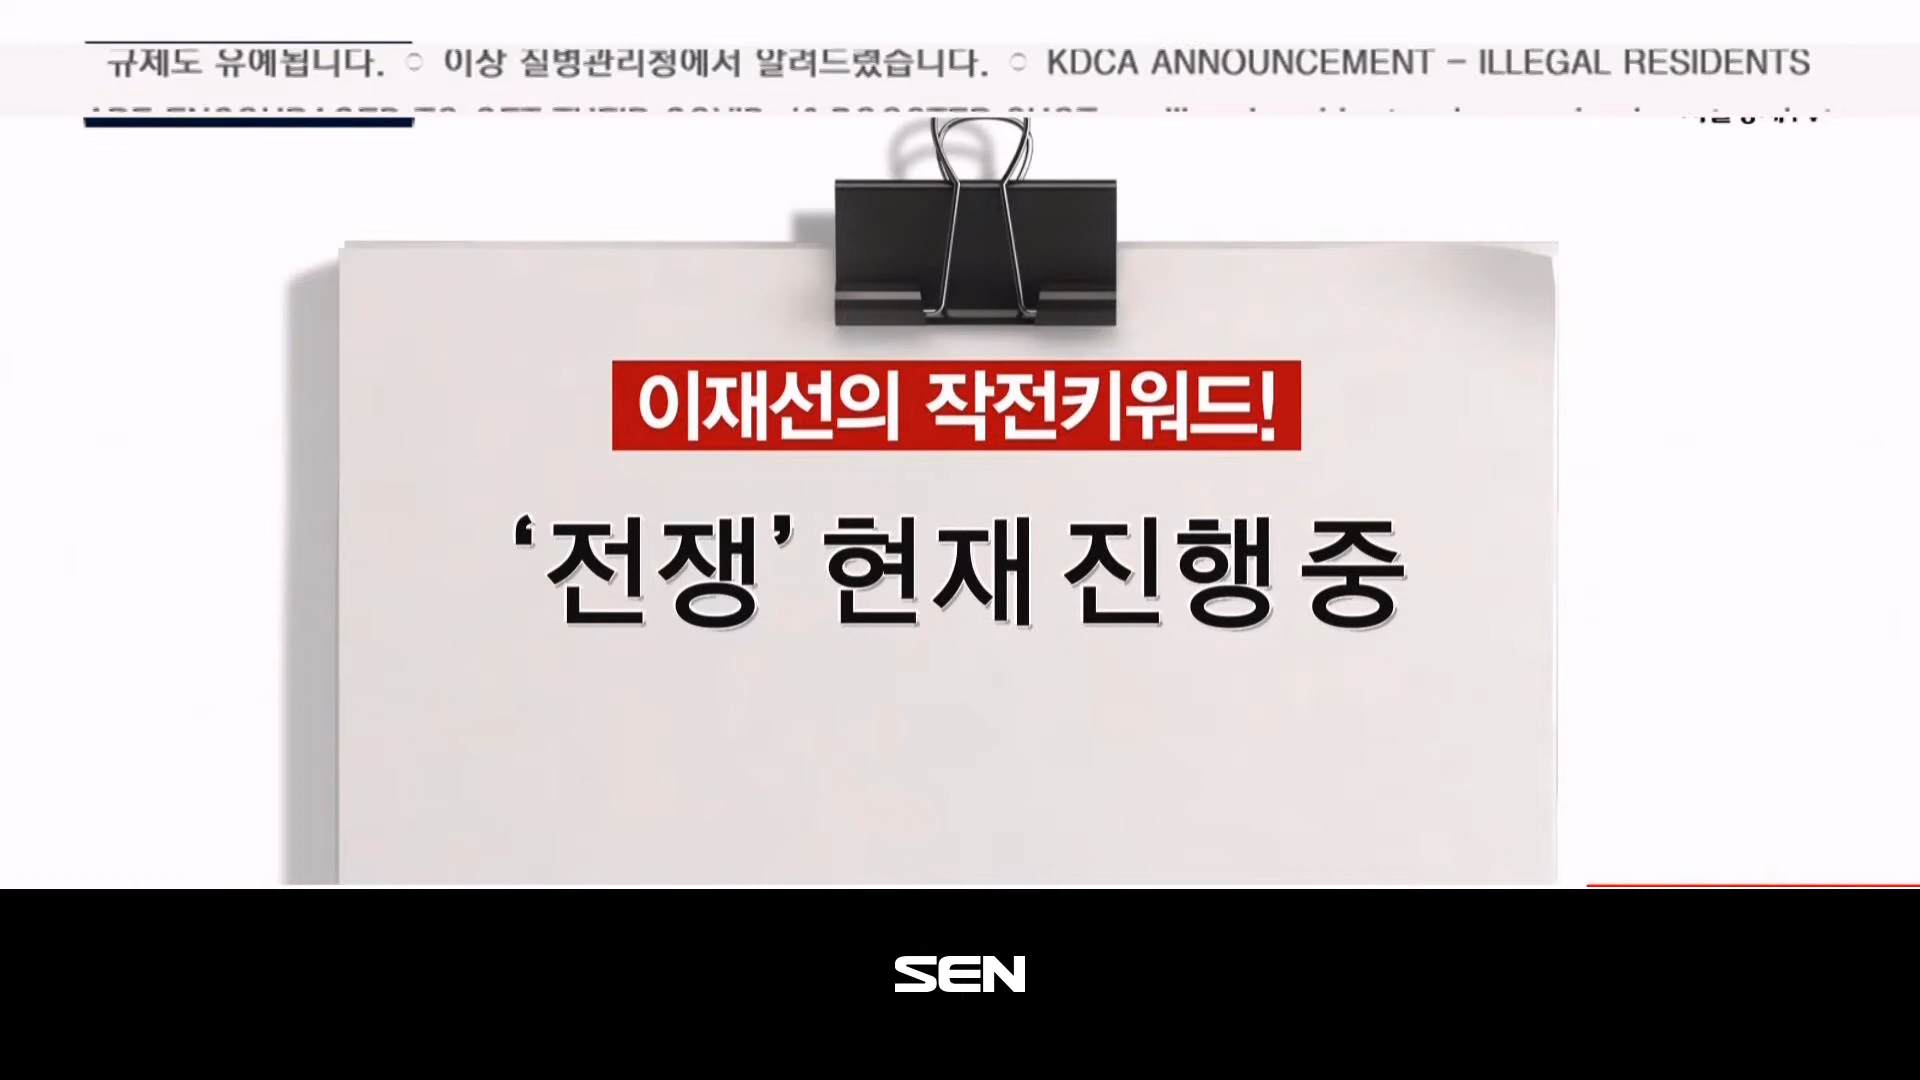 규제도 유예됩니다. ○ 이상 질병관리청에서 알려드렸습니다. ○ KDCA ANNOUNCEMENT - ILLEGAL RESIDENTS
이재선의 작전키워드!
‘전쟁’ 현재 진행 중
SEN